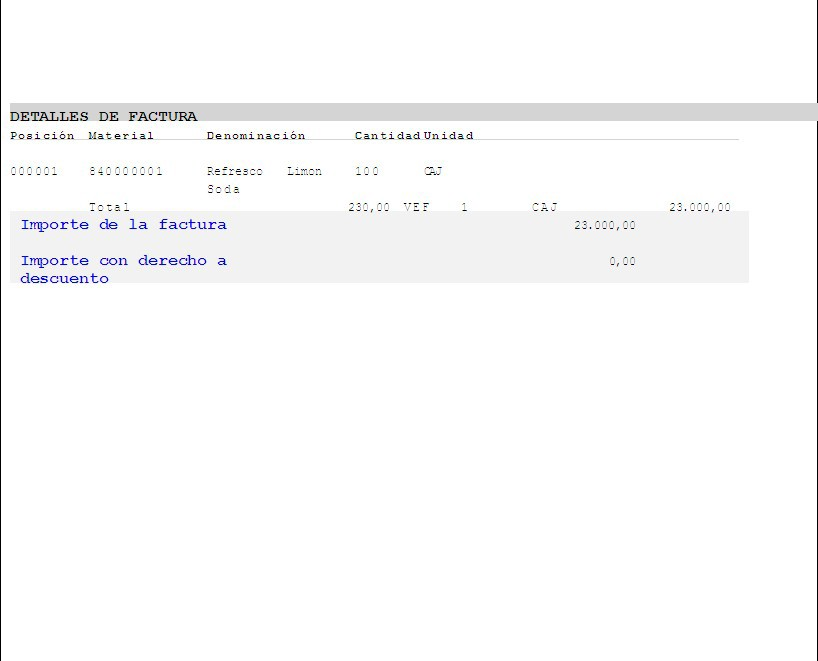 DETALLES DE FACTURA
Posición Material Denominación Cantidad Unidad
000001 840000001 Refresco Limon 100 CAJ
Soda
Total 230,00 VEF 1 CAJ 23.000,00
Importe de la factura 23.000,00
Importe con derecho a 0,00
descuento